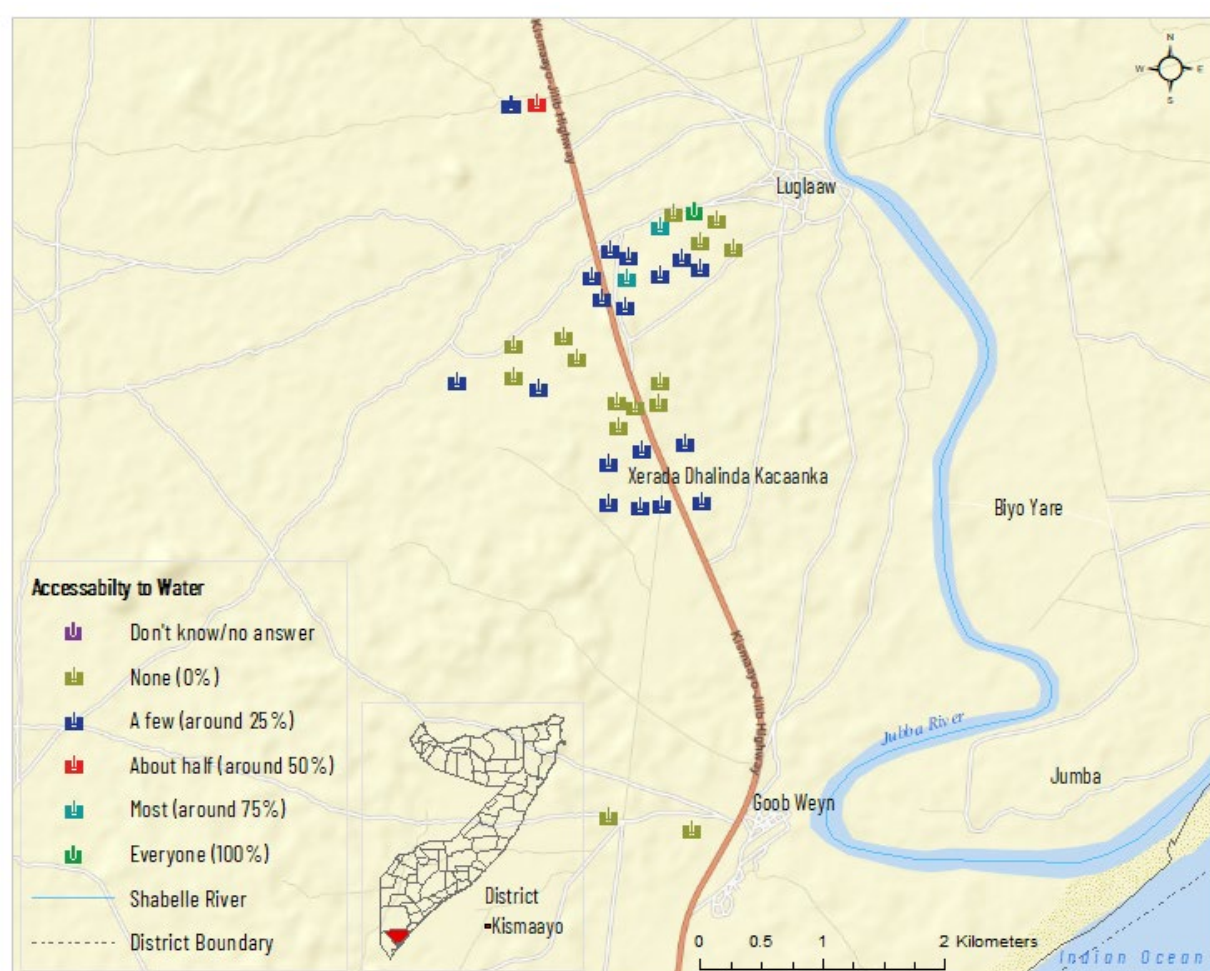 Kismaayo-Jilib Highway
N
W
E
S
Luglaaw
Xerada Dhalinda Kacaanka
Biyo Yare
Kismaayo-Jilib Highway
Jubba River
Jumba
Goob Weyn
Accessabilty to Water
Don't know/no answer
None (0%)
A few (around 25%)
About half (around 50%)
Most (around 75%)
Everyone (100%)
Shabelle River
District Boundary
District
Kismaayo
0 0.5 1 2 Kilometers
Indian Ocean